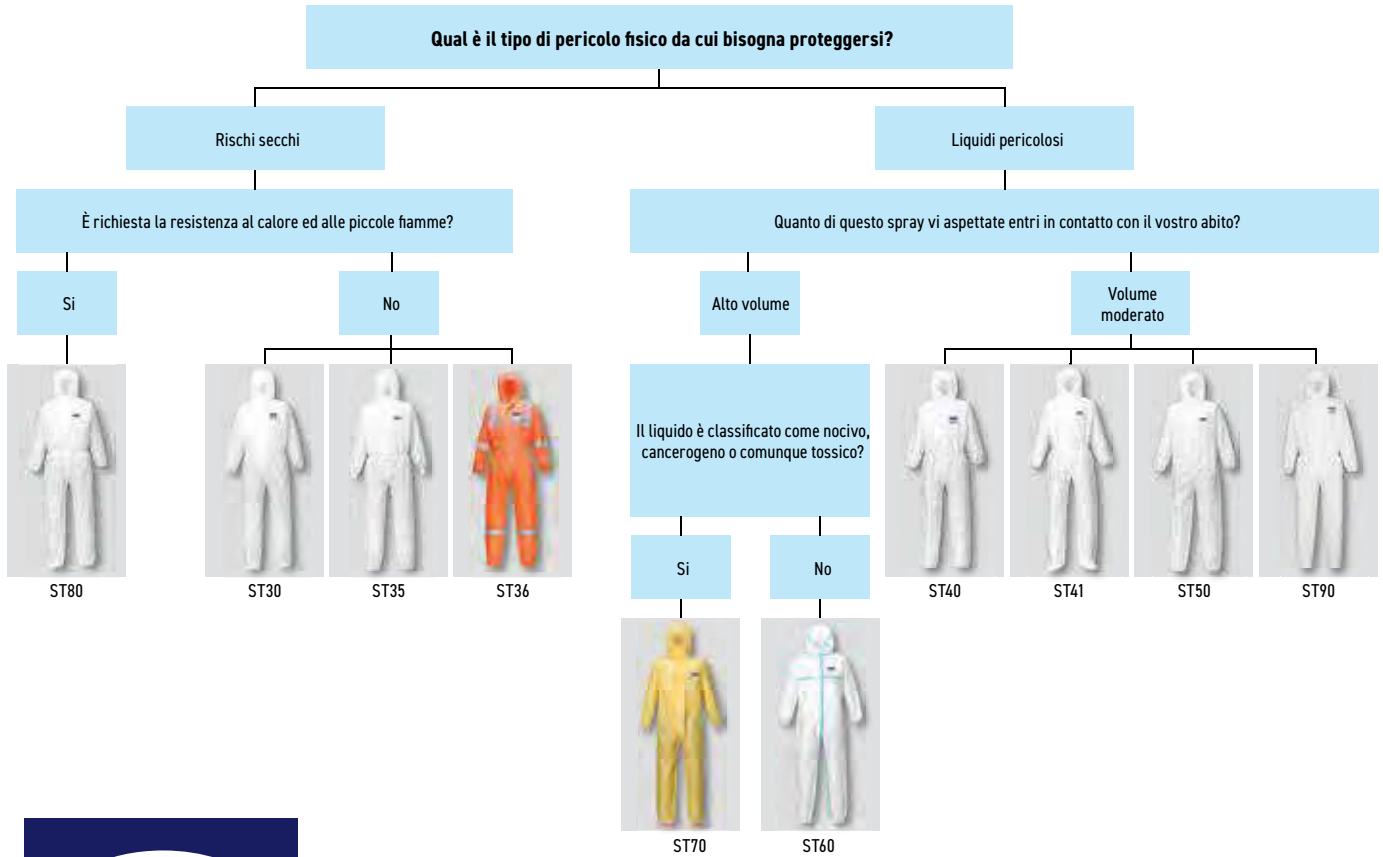 Qual è il tipo di pericolo fisico da cui bisogna proteggersi?
Rischi secchi
Liquidi pericolosi
È richiesta la resistenza al calore ed alle piccole fiamme?
Quanto di questo spray vi aspettate entri in contatto con il vostro abito?
Si
No
Alto volume
Volume
moderato
Il liquido è classificato come nocivo,
cancerogeno o comunque tossico?
ST80
ST30
ST35
ST36
Si
No
ST40
ST41
ST50
ST90
ST70
ST60